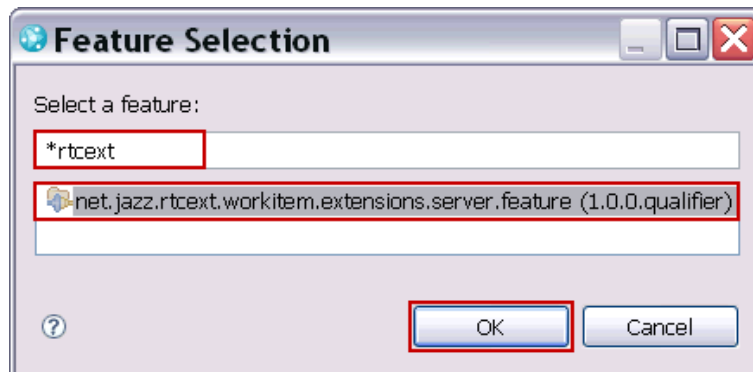 Feature Selection
Select a feature:
*rtcext
net.jazz.rtcext.workitem.extensions.server.feature (1.0.0.qualifier)
?
OK
Cancel